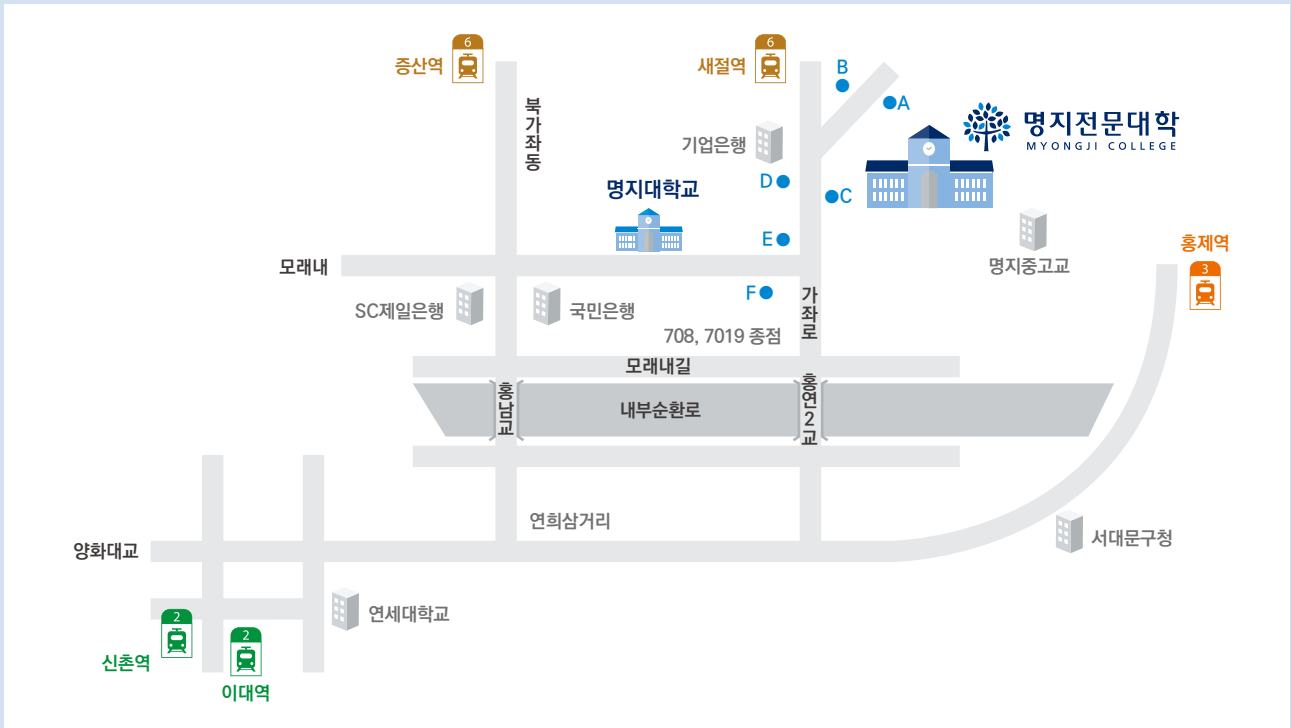 증산역
6
새절역
6
B
A
북가좌동
명지전문대학
MYONGJI COLLEGE
기업은행
D
C
명지대학교
E
홍제역
3
명지중고교
모래내
F
가좌로
SC제일은행
국민은행
708, 7019 종점
모래내길
홍남교
내부순환로
홍연2교
연희삼거리
양화대교
서대문구청
연세대학교
2
신촌역
2
이대역